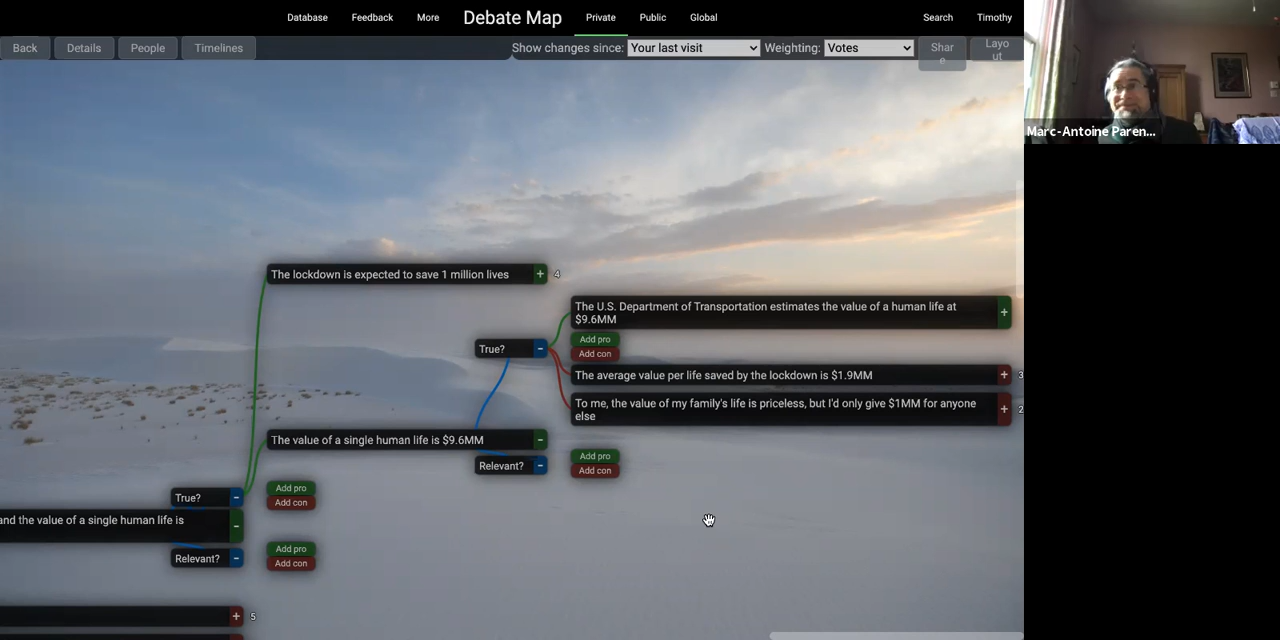 Database Feedback More Debate Map Private Public Global Search Timothy
Back Details People Timelines Show changes since: Your last visit Weighting: Votes Shar
e
Layo
ut
Marc-Antoine Paren...
The lockdown is expected to save 1 million lives + 4
The U.S. Department of Transportation estimates the value of a human life at
$9.6MM +
Add pro
True? -
Add con
The average value per life saved by the lockdown is $1.9MM + 3
To me, the value of my family's life is priceless, but I'd only give $1MM for anyone
else + 2
The value of a single human life is $9.6MM -
Add pro
Relevant? -
Add con
Add pro
True? -
Add con
and the value of a single human life is -
Add pro
Relevant? -
Add con
+ 5